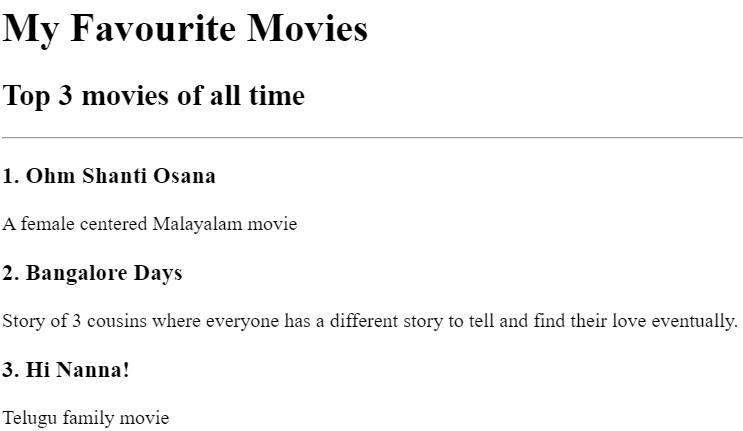 My Favourite Movies
Top 3 movies of all time
1. Ohm Shanti Osana
A female centered Malayalam movie
2. Bangalore Days
Story of 3 cousins where everyone has a different story to tell and find their love eventually.
3. Hi Nanna!
Telugu family movie